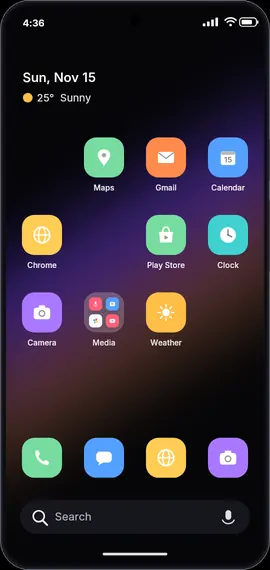 4:36
Sun, Nov 15
25° Sunny
Maps Gmail Calendar
15
Chrome Play Store Clock
Camera Media Weather
Search